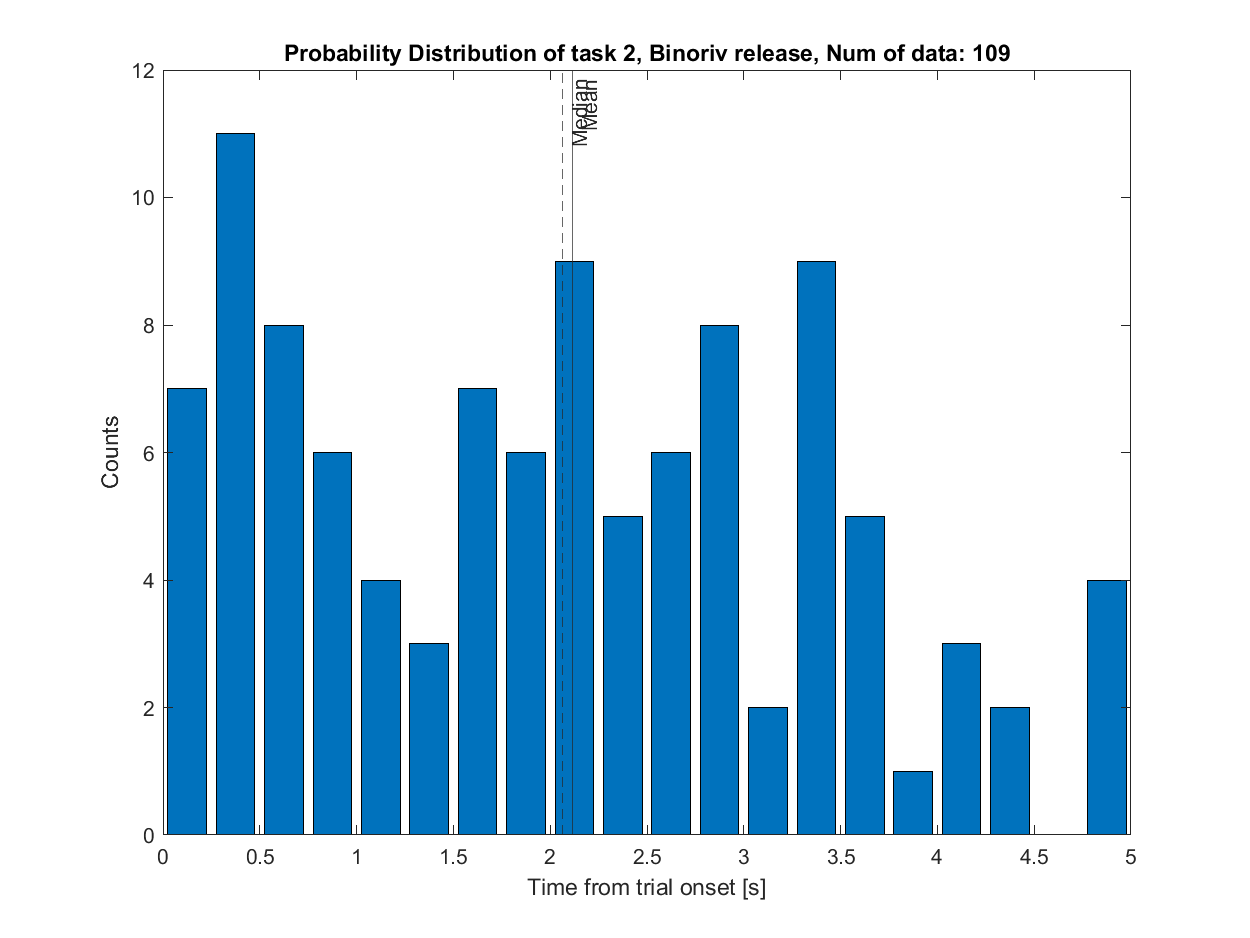 Probability Distribution of task 2, Binoriv release, Num of data: 109
12
10
8
6
4
2
0
Counts
Median
Mean
0 0.5 1 1.5 2 2.5 3 3.5 4 4.5 5
Time from trial onset [s]